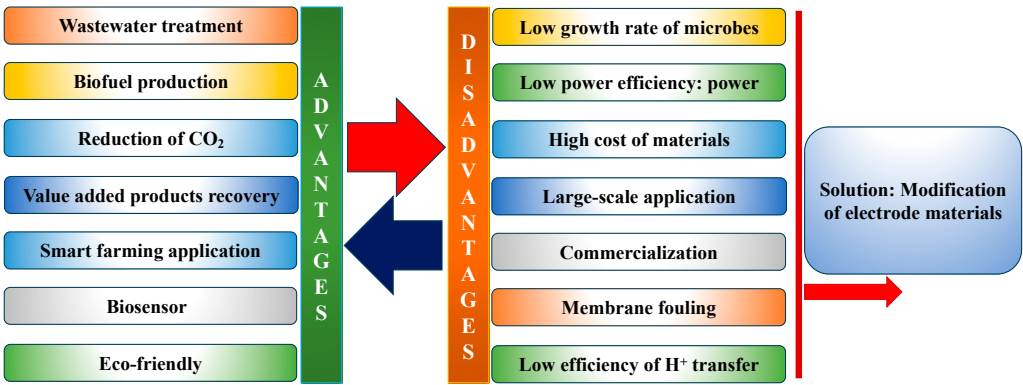 Wastewater treatment
Biofuel production
Reduction of CO₂
Value added products recovery
Smart farming application
Biosensor
Eco-friendly
ADVANTAGES
DISADVANTAGES
Low growth rate of microbes
Low power efficiency: power
High cost of materials
Large-scale application
Commercialization
Membrane fouling
Low efficiency of H⁺ transfer
Solution: Modification
of electrode materials